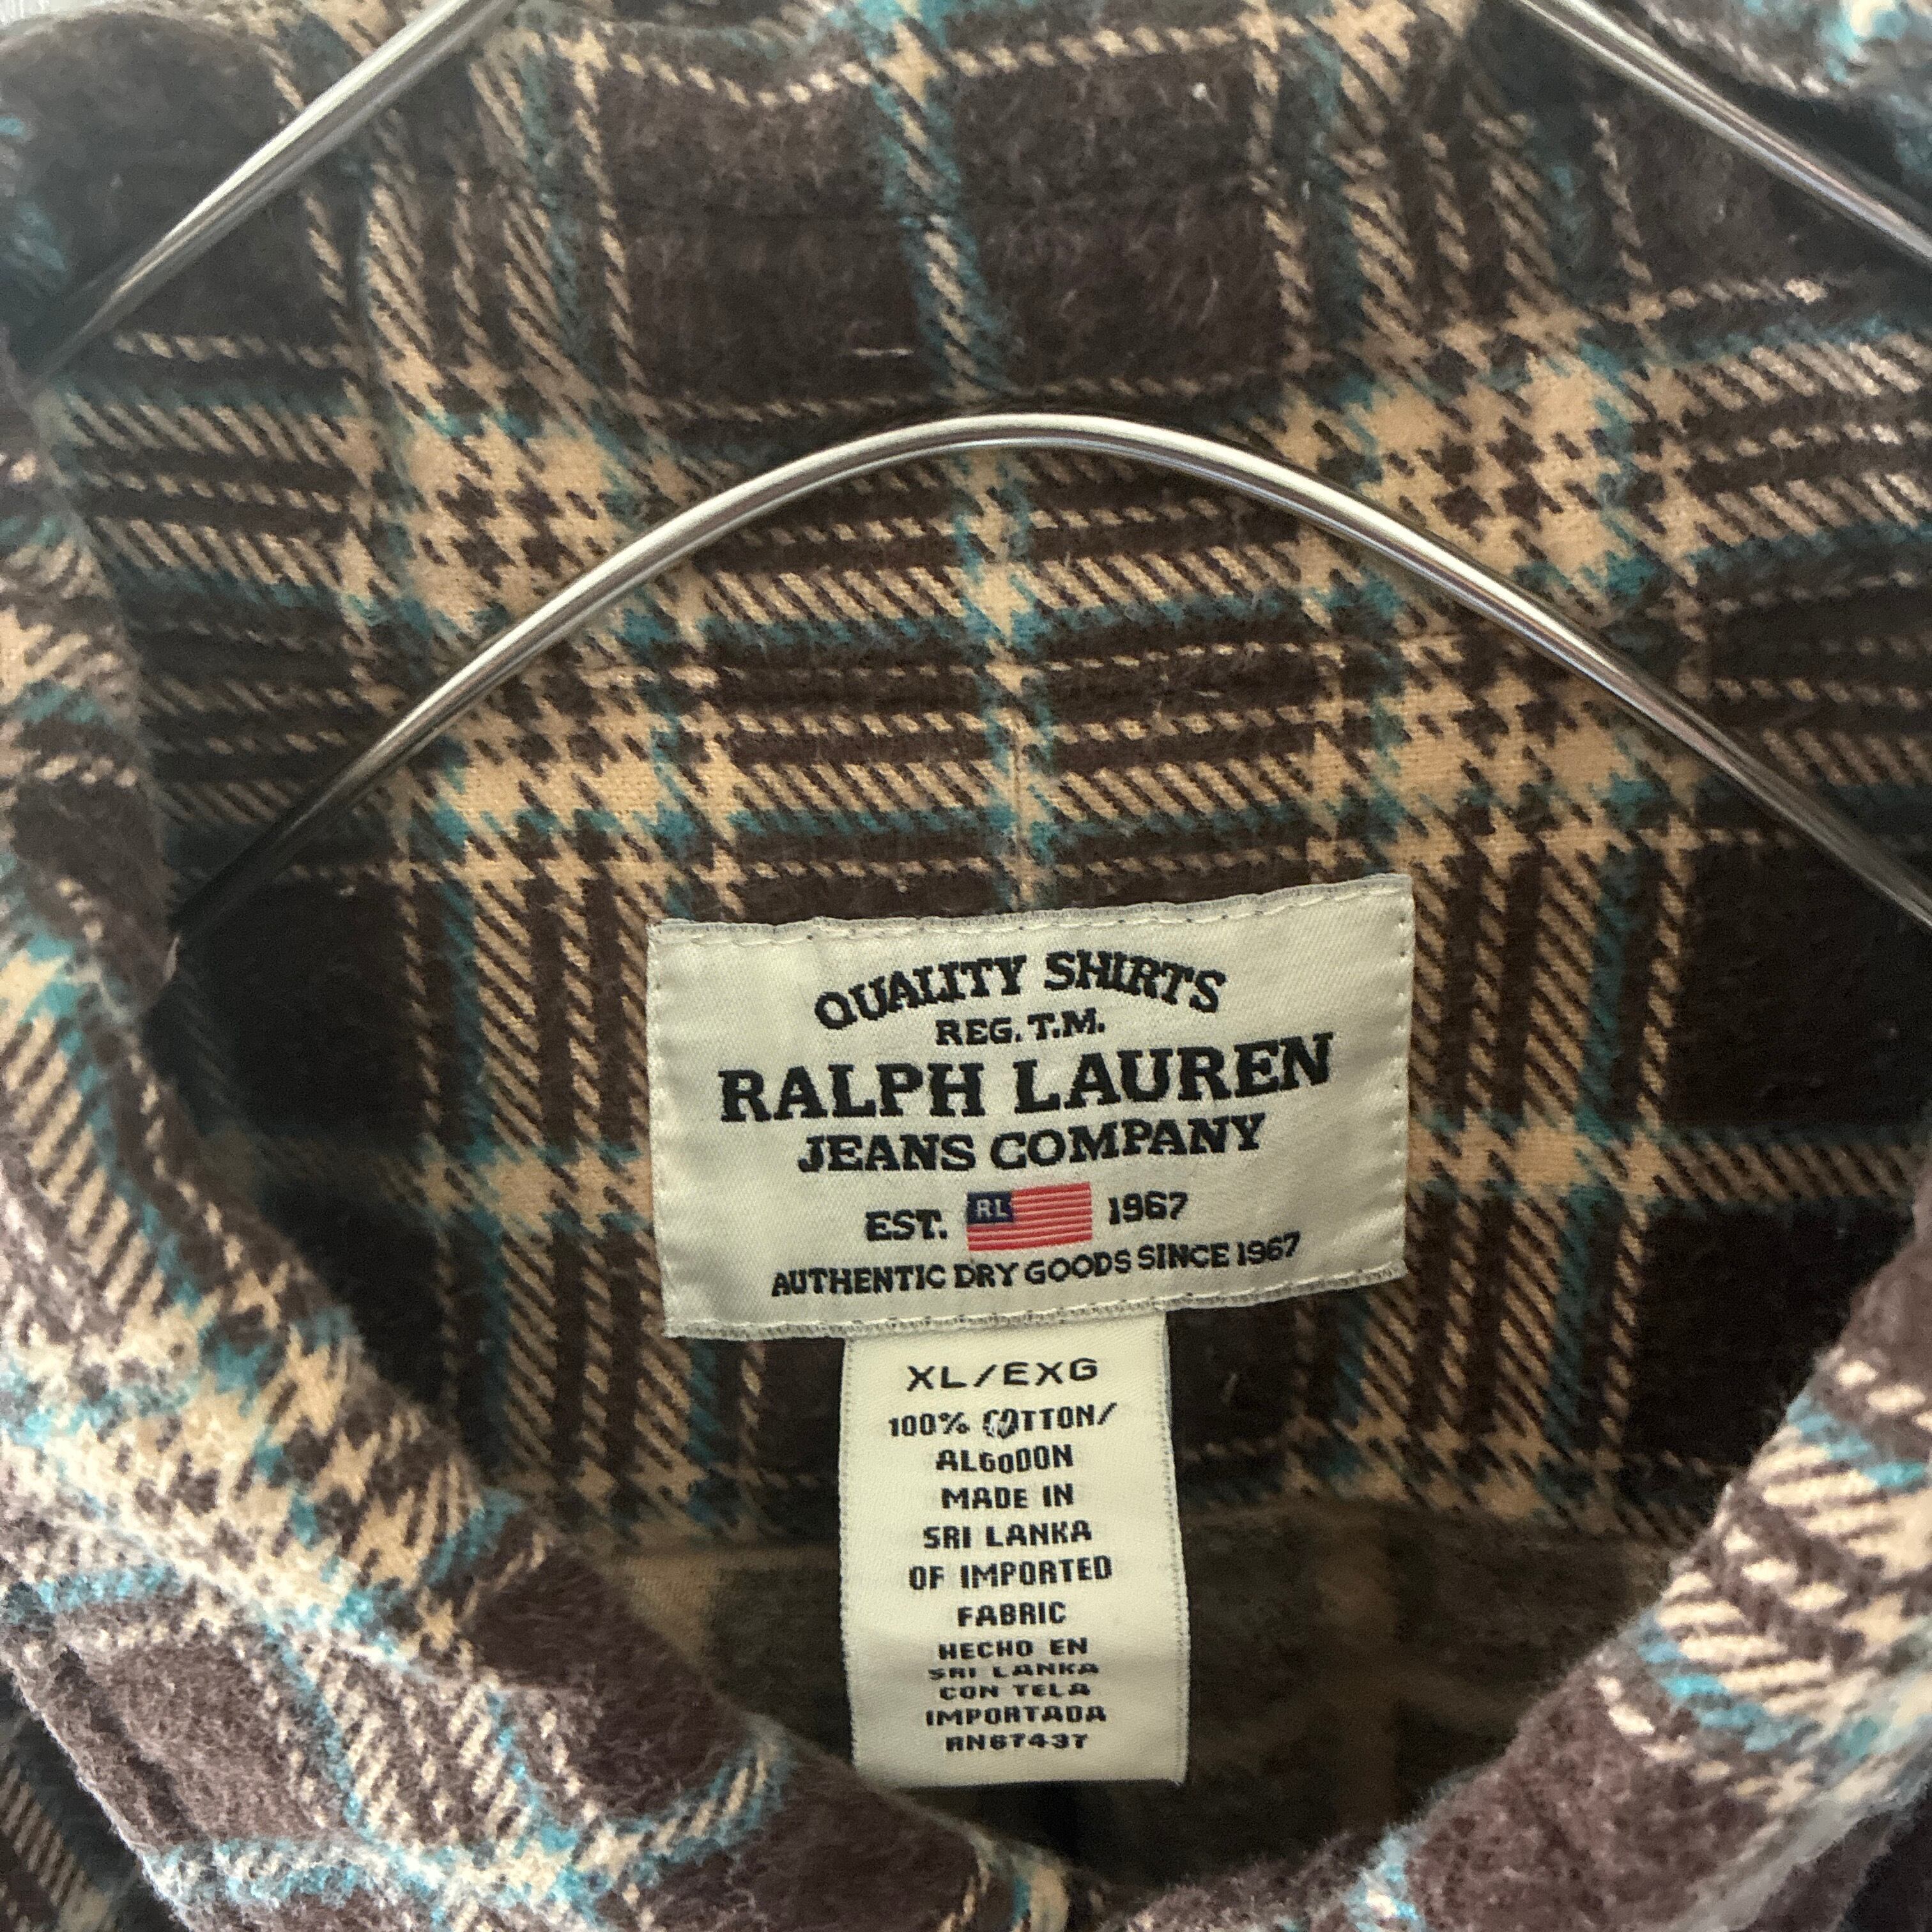 QUALITY SHIRTS
REG. T.M.
RALPH LAUREN
JEANS COMPANY
EST. RL 1967
AUTHENTIC DRY GOODS SINCE 1967
XL/EXG
100% COTTON/
ALGODON
MADE IN
SRI LANKA
OF IMPORTED
FABRIC
HECHO EN
SRI LANKA
CON TELA
IMPORTADA
RN67437